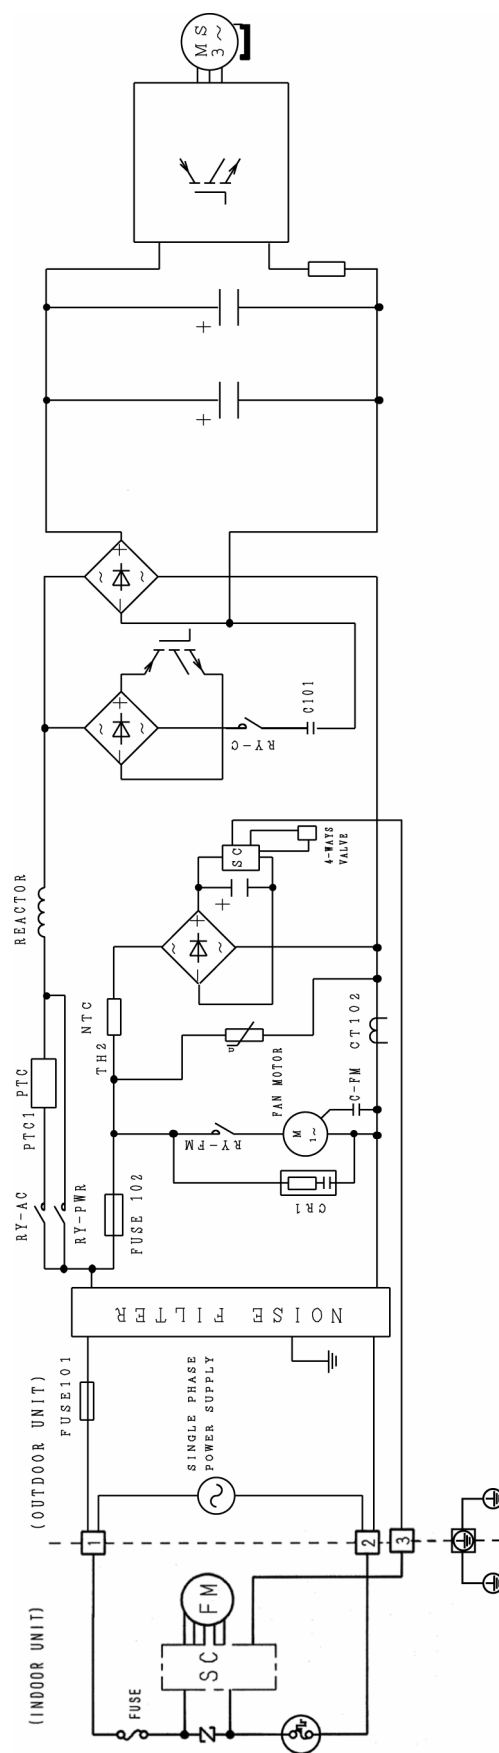 M S
3 ~
+
+
+
~
~
-
+
~
~
-
RY-C
C101
REACTOR
SC
4-WAYS
VALVE
+
~
~
+
-
PTC1 PTC
TH2 NTC
CT102
FAN MOTOR
C-FM
RY-FM
M
1~
RY-AC
RY-PWR
FUSE 102
CR1
NOISE FILTER
(OUTDOOR UNIT)
FUSE101
SINGLE PHASE
POWER SUPPLY
1
2
3
(INDOOR UNIT)
FM
SC
FUSE
Z